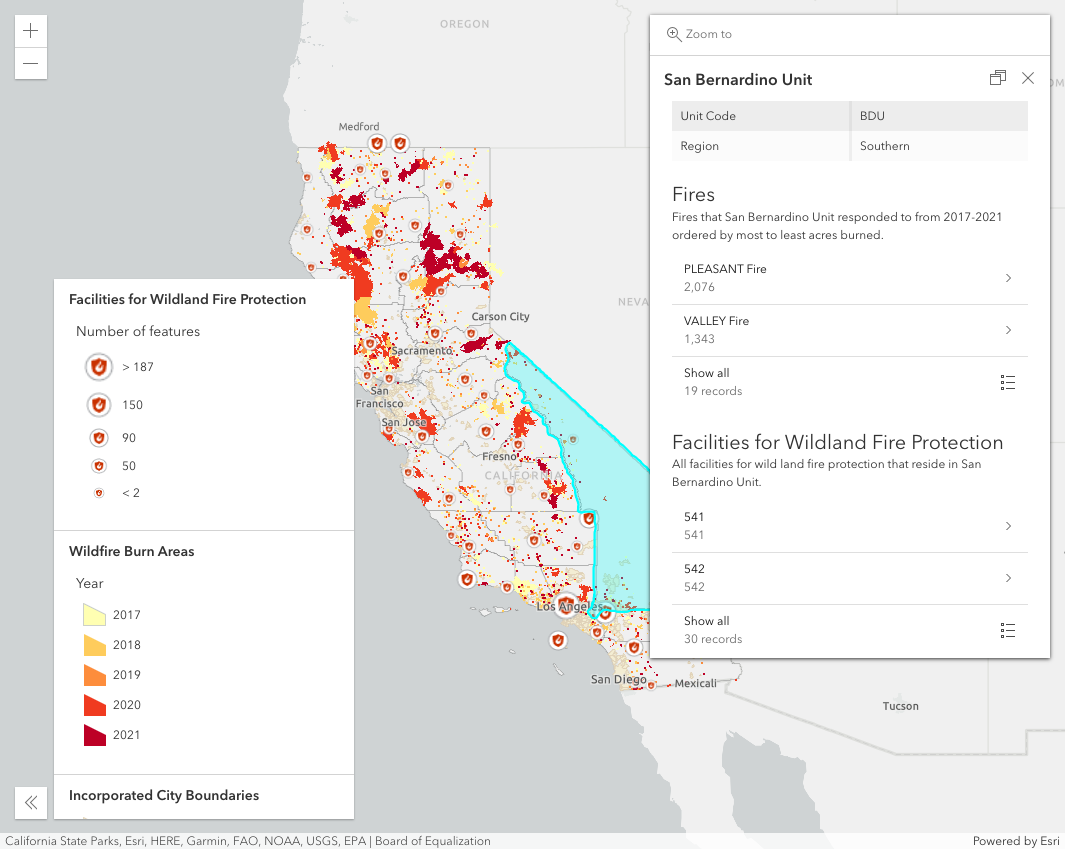 OREGON
Medford
Carson City
NEVA
Sacramento
San
Francisco
San Jose
Fresno
CALIFORNIA
Los Angeles
San Diego
Mexicali
Tucson
Zoom to
San Bernardino Unit
Unit Code BDU
Region Southern
Fires
Fires that San Bernardino Unit responded to from 2017-2021
ordered by most to least acres burned.
PLEASANT Fire
2,076
VALLEY Fire
1,343
Show all
19 records
Facilities for Wildland Fire Protection
All facilities for wild land fire protection that reside in San
Bernardino Unit.
541
541
542
542
Show all
30 records
Facilities for Wildland Fire Protection
Number of features
> 187
150
90
50
< 2
Wildfire Burn Areas
Year
2017
2018
2019
2020
2021
Incorporated City Boundaries
California State Parks, Esri, HERE, Garmin, FAO, NOAA, USGS, EPA | Board of Equalization
Powered by Esri